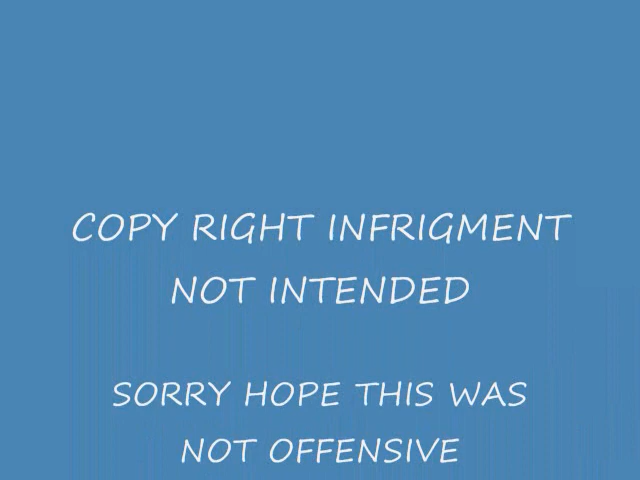 COPY RIGHT INFRIGMENT
NOT INTENDED
SORRY HOPE THIS WAS
NOT OFFENSIVE